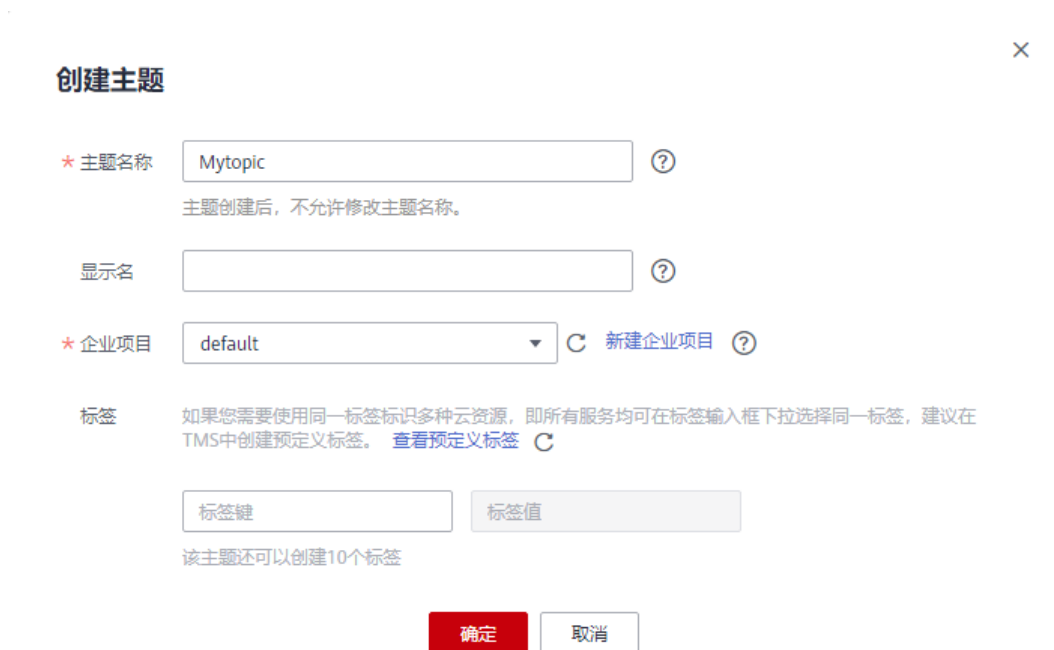 创建主题
* 主题名称 Mytopic
主题创建后，不允许修改主题名称。
显示名
* 企业项目 default 新建企业项目
标签 如果您需要使用同一标签标识多种云资源，即所有服务均可在标签输入框下拉选择同一标签，建议在
TMS中创建预定义标签。 查看预定义标签
标签键 标签值
该主题还可以创建10个标签
确定 取消